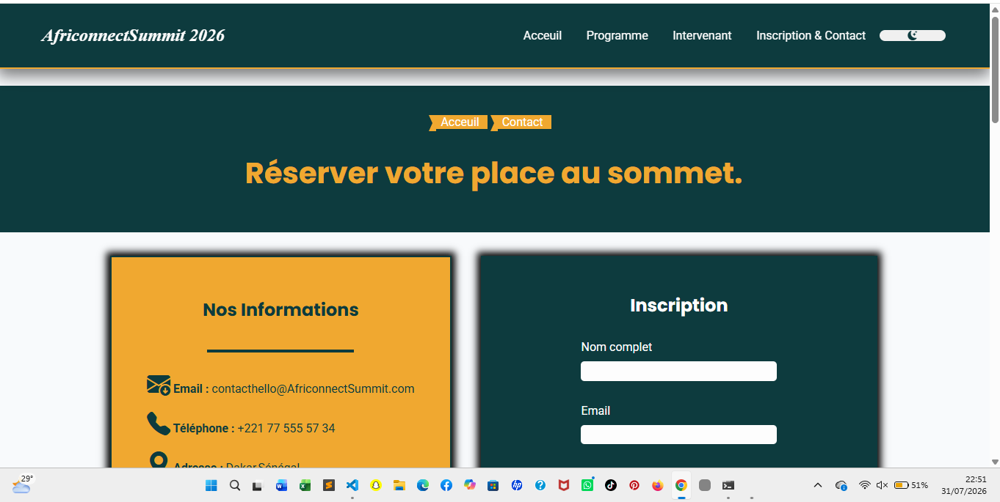 AfriconnectSummit 2026
Acceuil
Programme
Intervenant
Inscription & Contact
Acceuil
Contact
Réserver votre place au sommet.
Nos Informations
Email : contacthello@AfriconnectSummit.com
Téléphone : +221 77 555 57 34
Adresse : Dakar,Sénégal
Inscription
Nom complet
Email
29°
51%
22:51
31/07/2026